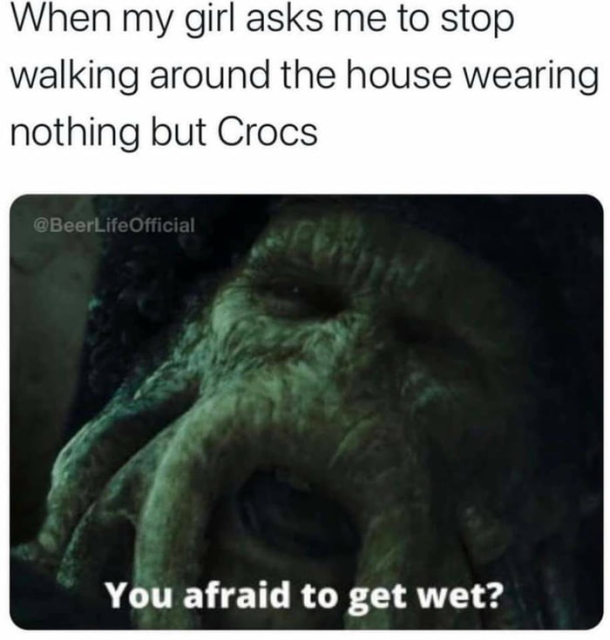 When my girl asks me to stop
walking around the house wearing
nothing but Crocs
@BeerLifeOfficial
You afraid to get wet?